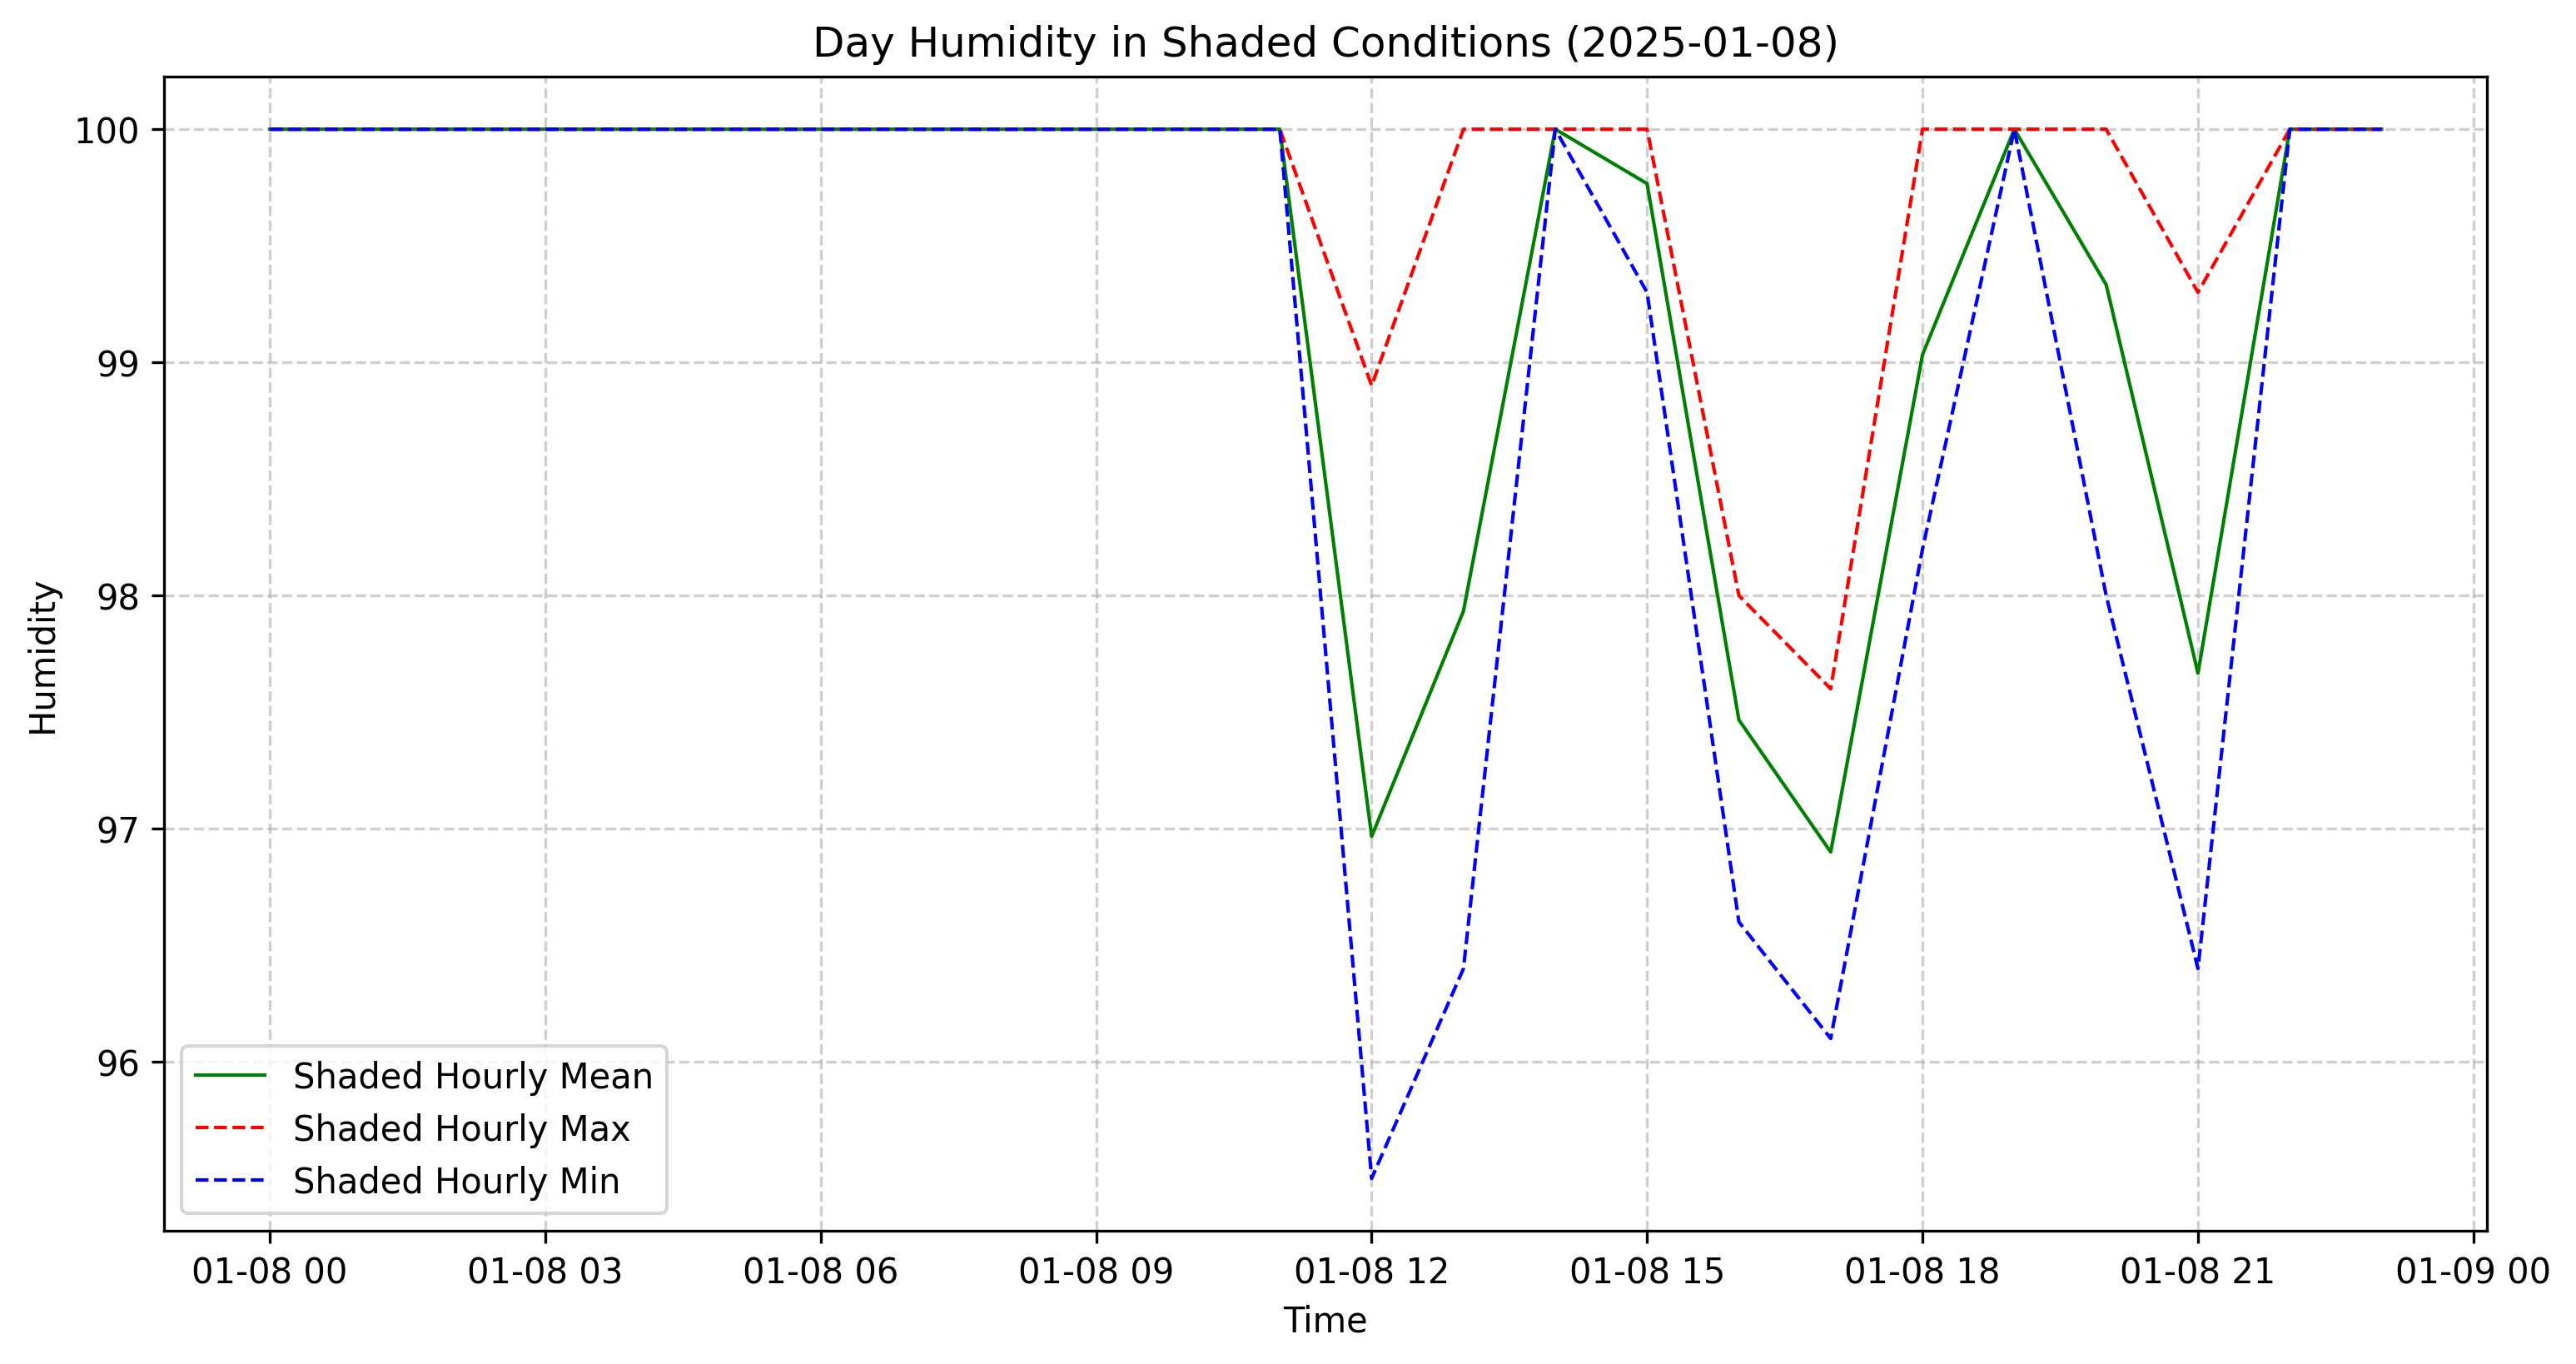 Day Humidity in Shaded Conditions (2025-01-08)
100
99
98
97
96
Humidity
Shaded Hourly Mean
Shaded Hourly Max
Shaded Hourly Min
01-08 00 01-08 03 01-08 06 01-08 09 01-08 12 01-08 15 01-08 18 01-08 21 01-09 00
Time